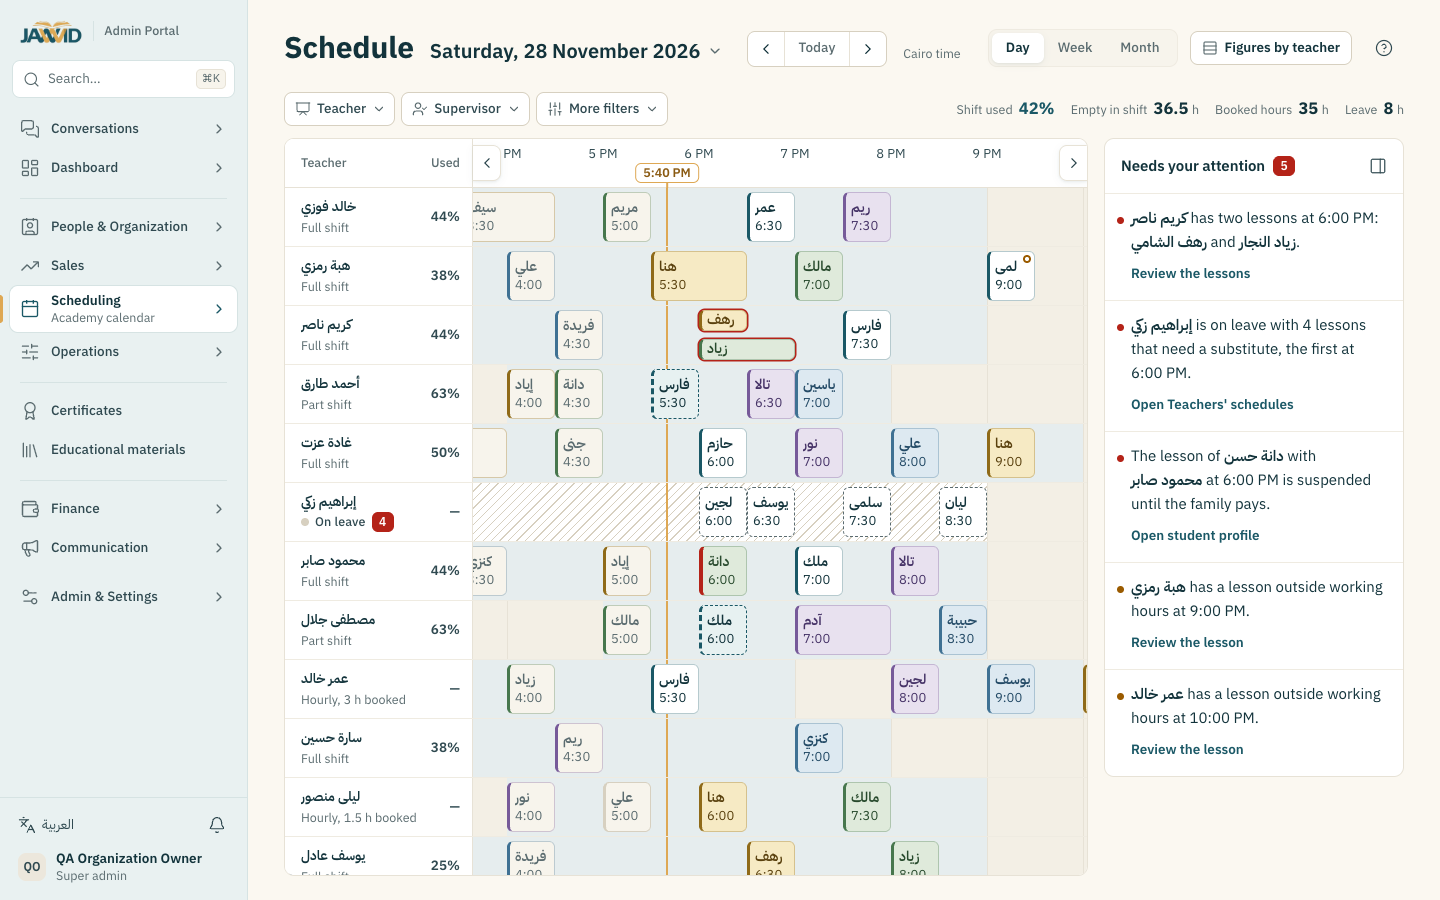 JAWID
Admin Portal
Search...
⌘K
Conversations
Dashboard
People & Organization
Sales
Scheduling
Academy calendar
Operations
Certificates
Educational materials
Finance
Communication
Admin & Settings
العربية
QO
QA Organization Owner
Super admin
Schedule
Saturday, 28 November 2026
Today
Cairo time
Day
Week
Month
Figures by teacher
Teacher
Supervisor
More filters
Shift used 42%
Empty in shift 36.5 h
Booked hours 35 h
Leave 8 h
Teacher
Used
PM
5 PM
6 PM
7 PM
8 PM
9 PM
5:40 PM
خالد فوزي
Full shift
44%
:30
مريم
5:00
عمر
6:30
ريم
7:30
هبة رمزي
Full shift
38%
علي
4:00
هنا
5:30
مالك
7:00
لمى
9:00
كريم ناصر
Full shift
44%
فريدة
4:30
رهف
زياد
فارس
7:30
أحمد طارق
Part shift
63%
إياد
4:00
دانة
4:30
فارس
5:30
تالا
6:30
ياسين
7:00
غادة عزت
Full shift
50%
جنى
4:30
حازم
6:00
نور
7:00
علي
8:00
هنا
9:00
إبراهيم زكي
On leave
4
—
لجين
6:00
يوسف
6:30
سلمى
7:30
ليان
8:30
محمود صابر
Full shift
44%
كنزي
:30
إياد
5:00
دانة
6:00
ملك
7:00
تالا
8:00
مصطفى جلال
Part shift
63%
مالك
5:00
ملك
6:00
آدم
7:00
حبيبة
8:30
عمر خالد
Hourly, 3 h booked
—
زياد
4:00
فارس
5:30
لجين
8:00
يوسف
9:00
سارة حسين
Full shift
38%
ريم
4:30
كنزي
7:00
ليلى منصور
Hourly, 1.5 h booked
—
نور
4:00
علي
5:00
هنا
6:00
مالك
7:30
يوسف عادل
Full shift
25%
فريدة
4:00
رهف
6:30
زياد
8:00
Needs your attention
5
كريم ناصر has two lessons at 6:00 PM:
رهف الشامي and زياد النجار.
Review the lessons
إبراهيم زكي is on leave with 4 lessons
that need a substitute, the first at
6:00 PM.
Open Teachers' schedules
The lesson of دانة حسن with
محمود صابر at 6:00 PM is suspended
until the family pays.
Open student profile
هبة رمزي has a lesson outside working
hours at 9:00 PM.
Review the lesson
عمر خالد has a lesson outside working
hours at 10:00 PM.
Review the lesson